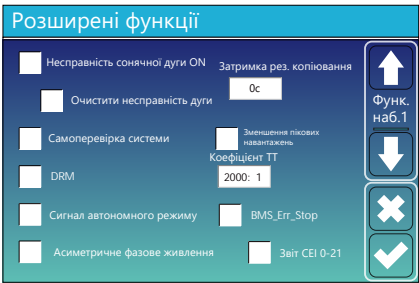 Розширені функції
Несправність сонячної дуги ON
Затримка рез. копіювання
0с
Очистити несправність дуги
Функ.
наб.1
Самоперевірка системи
Зменшення пікових
навантажень
Коефіцієнт ТТ
DRM
2000: 1
Сигнал автономного режиму
BMS_Err_Stop
Асиметричне фазове живлення
Звіт CEI 0-21